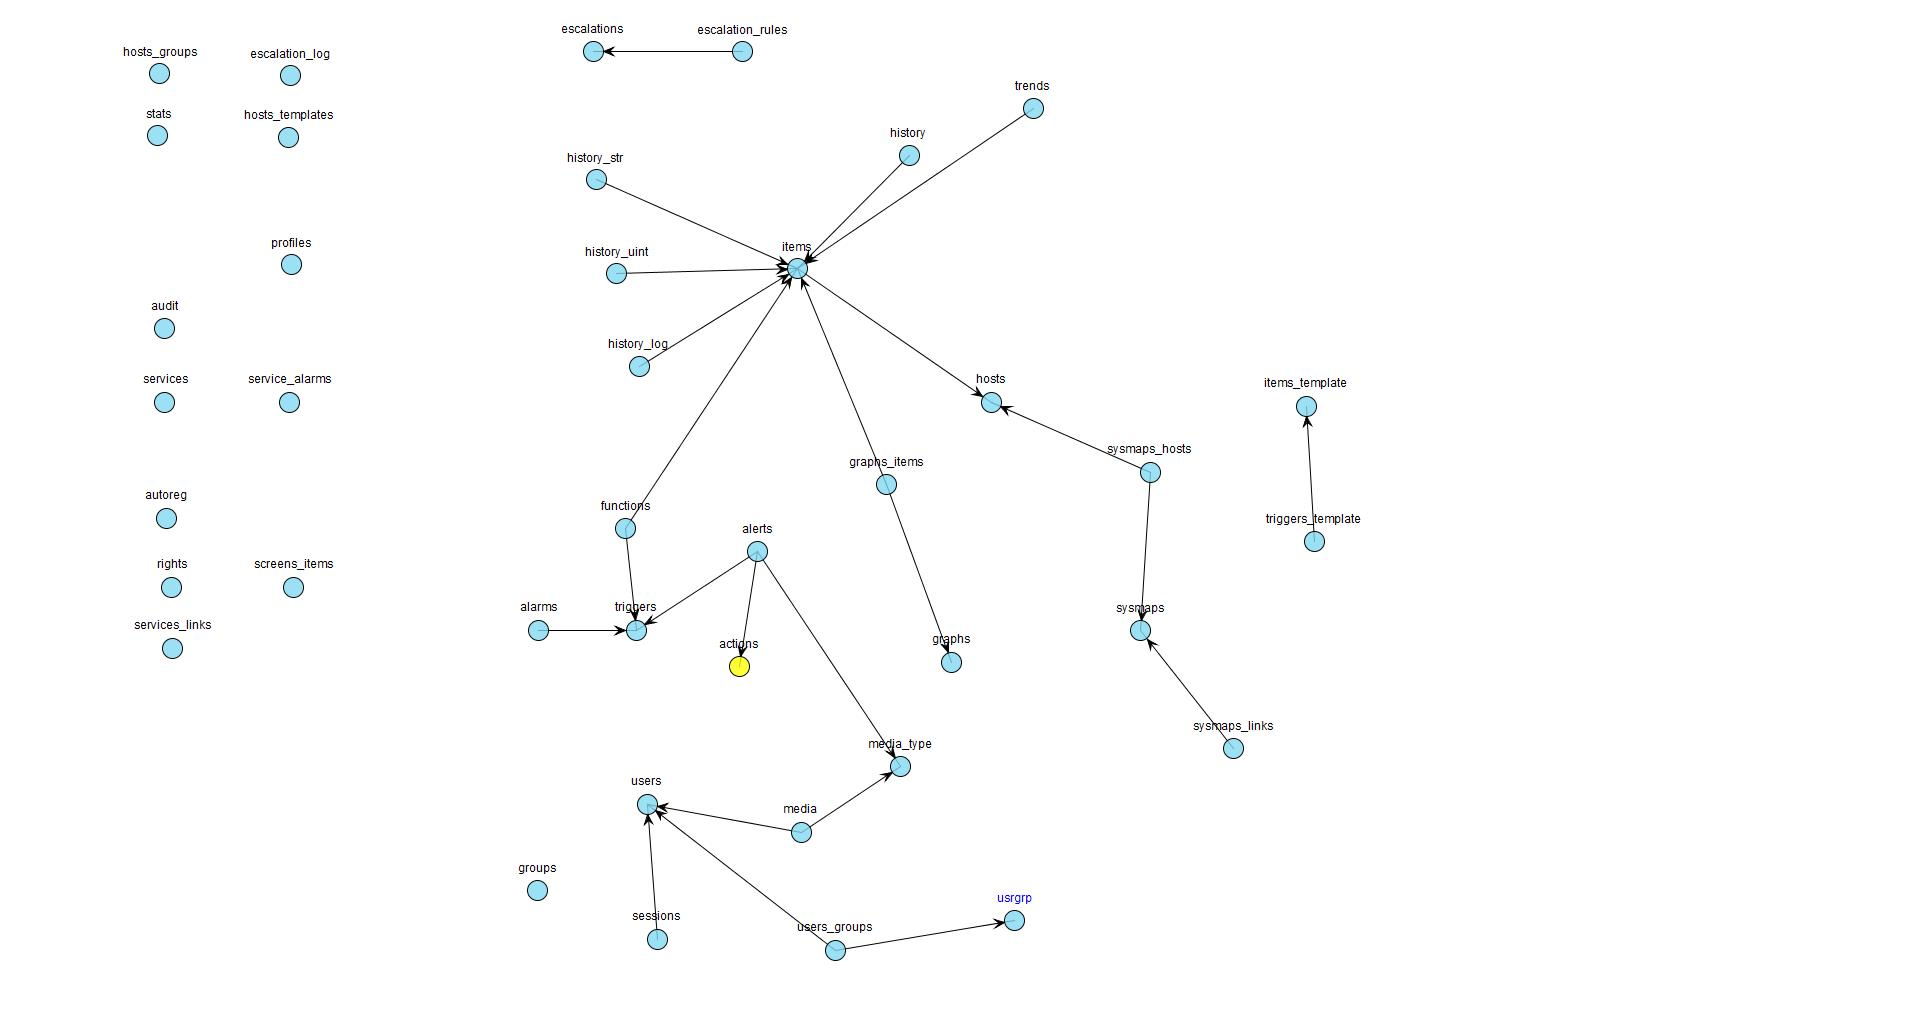 escalations
escalation_rules
hosts_groups
escalation_log
trends
stats
hosts_templates
history
history_str
profiles
items
history_uint
audit
history_log
services
service_alarms
hosts
items_template
sysmaps_hosts
graphs_items
autoreg
functions
triggers_template
alerts
rights
screens_items
alarms
triggers
sysmaps
services_links
actions
graphs
sysmaps_links
media_type
users
media
groups
usrgrp
sessions
users_groups